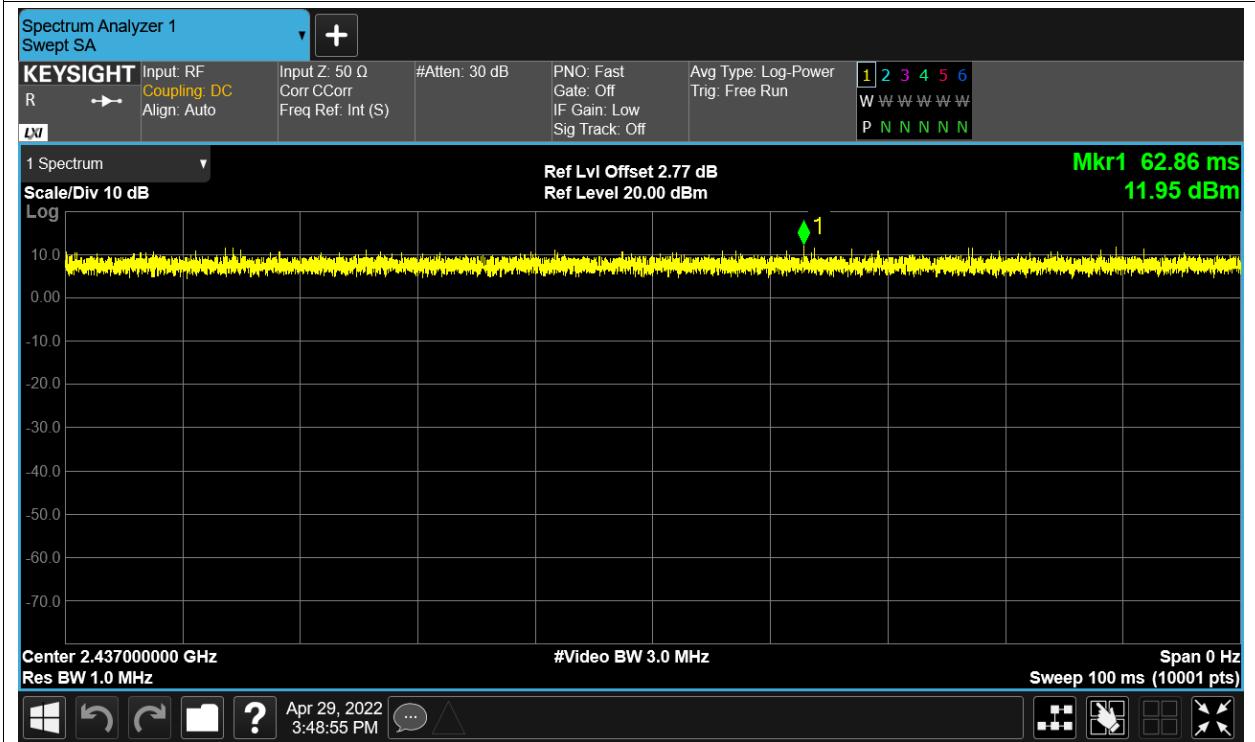 Spectrum Analyzer 1
Swept SA
KEYSIGHT
R
LXI
Input: RF
Coupling: DC
Align: Auto
Input Z: 50 Ω
Corr CCorr
Freq Ref: Int (S)
#Atten: 30 dB
PNO: Fast
Gate: Off
IF Gain: Low
Sig Track: Off
Avg Type: Log-Power
Trig: Free Run
1 2 3 4 5 6
W W W W W W
P N N N N N
1 Spectrum
Scale/Div 10 dB
Ref Lvl Offset 2.77 dB
Ref Level 20.00 dBm
Mkr1 62.86 ms
11.95 dBm
Log
1
10.0
0.00
-10.0
-20.0
-30.0
-40.0
-50.0
-60.0
-70.0
Center 2.437000000 GHz
Res BW 1.0 MHz
#Video BW 3.0 MHz
Span 0 Hz
Sweep 100 ms (10001 pts)
?
Apr 29, 2022
3:48:55 PM